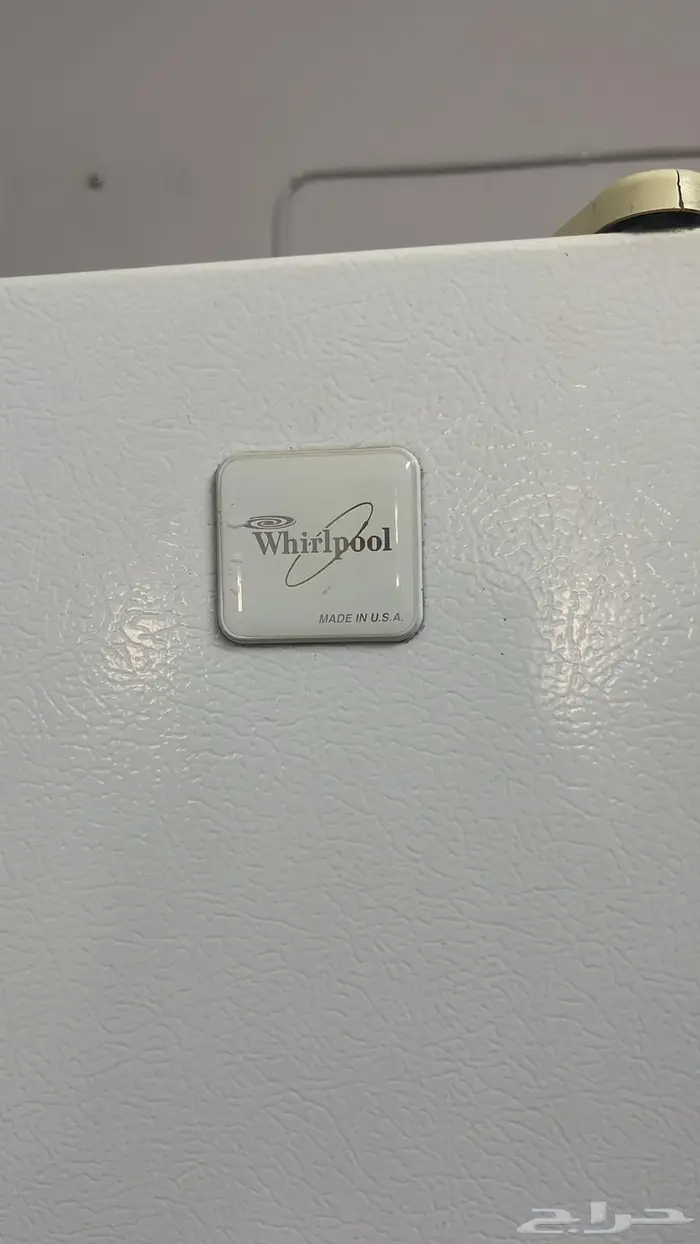 Whirlpool
MADE IN U.S.A.
حراج